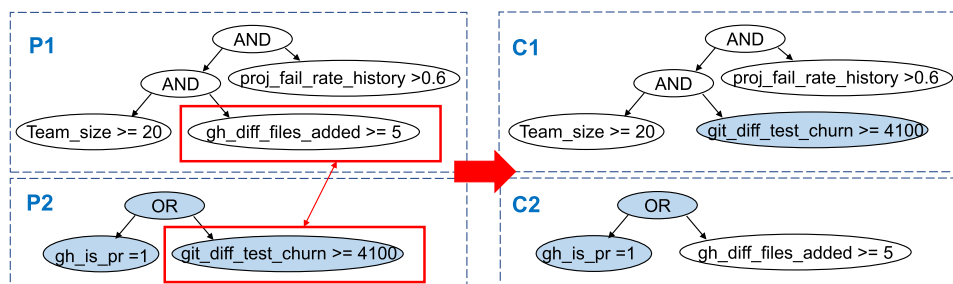 P1
AND
AND
proj_fail_rate_history >0.6
Team_size >= 20
gh_diff_files_added >= 5
P2
OR
gh_is_pr =1
git_diff_test_churn >= 4100
C1
AND
AND
proj_fail_rate_history >0.6
Team_size >= 20
git_diff_test_churn >= 4100
C2
OR
gh_is_pr =1
gh_diff_files_added >= 5